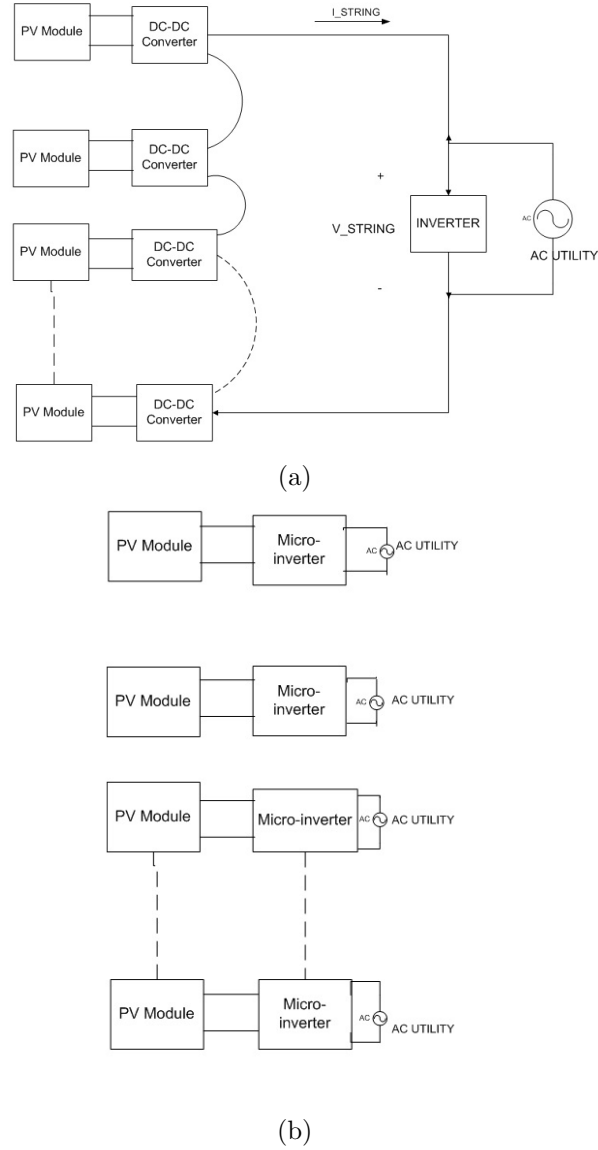 I_STRING
PV Module
DC-DC
Converter
PV Module
DC-DC
Converter
+
V_STRING
-
INVERTER
AC
AC UTILITY
PV Module
DC-DC
Converter
PV Module
DC-DC
Converter
(a)
PV Module
Micro-
inverter
AC
AC UTILITY
PV Module
Micro-
inverter
AC
AC UTILITY
PV Module
Micro-inverter
AC
AC UTILITY
PV Module
Micro-
inverter
AC
AC UTILITY
(b)